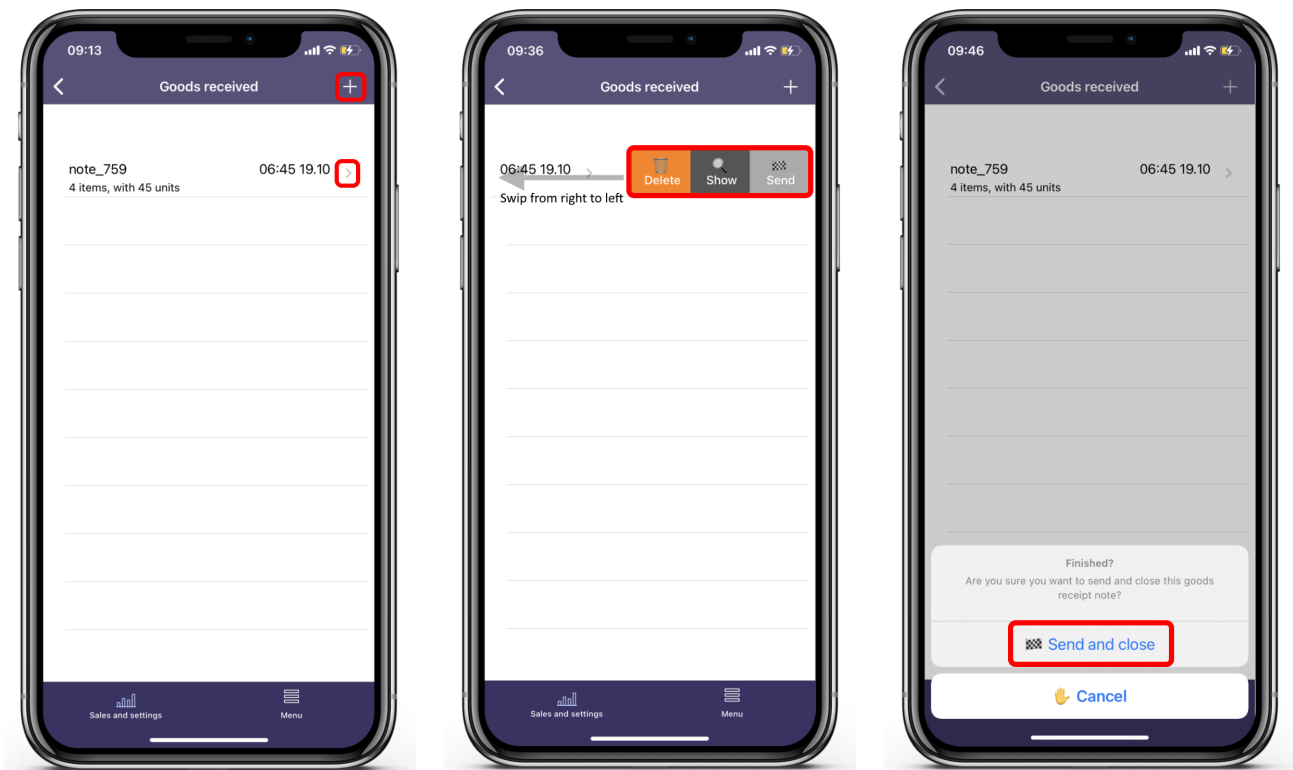 09:13
Goods received
note_759 06:45 19.10
4 items, with 45 units
Sales and settings Menu
09:36
Goods received
06:45 19.10 Delete Show Send
Swip from right to left
Sales and settings Menu
09:46
Goods received
note_759 06:45 19.10
4 items, with 45 units
Finished?
Are you sure you want to send and close this goods
receipt note?
Send and close
Cancel